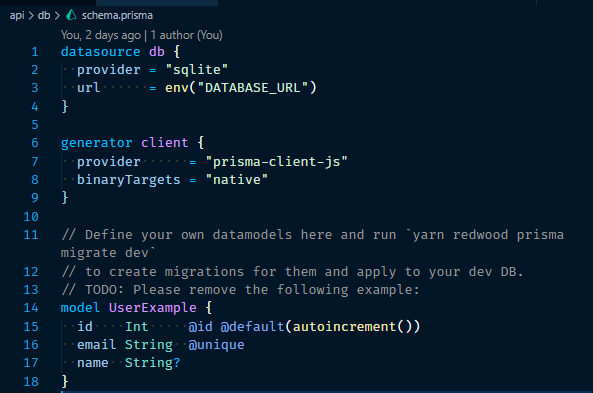 api > db > schema.prisma
You, 2 days ago | 1 author (You)
1 datasource db {
2   provider = "sqlite"
3   url      = env("DATABASE_URL")
4 }
5
6 generator client {
7   provider      = "prisma-client-js"
8   binaryTargets = "native"
9 }
10
11 // Define your own datamodels here and run `yarn redwood prisma
migrate dev`
12 // to create migrations for them and apply to your dev DB.
13 // TODO: Please remove the following example:
14 model UserExample {
15   id    Int     @id @default(autoincrement())
16   email String  @unique
17   name  String?
18 }